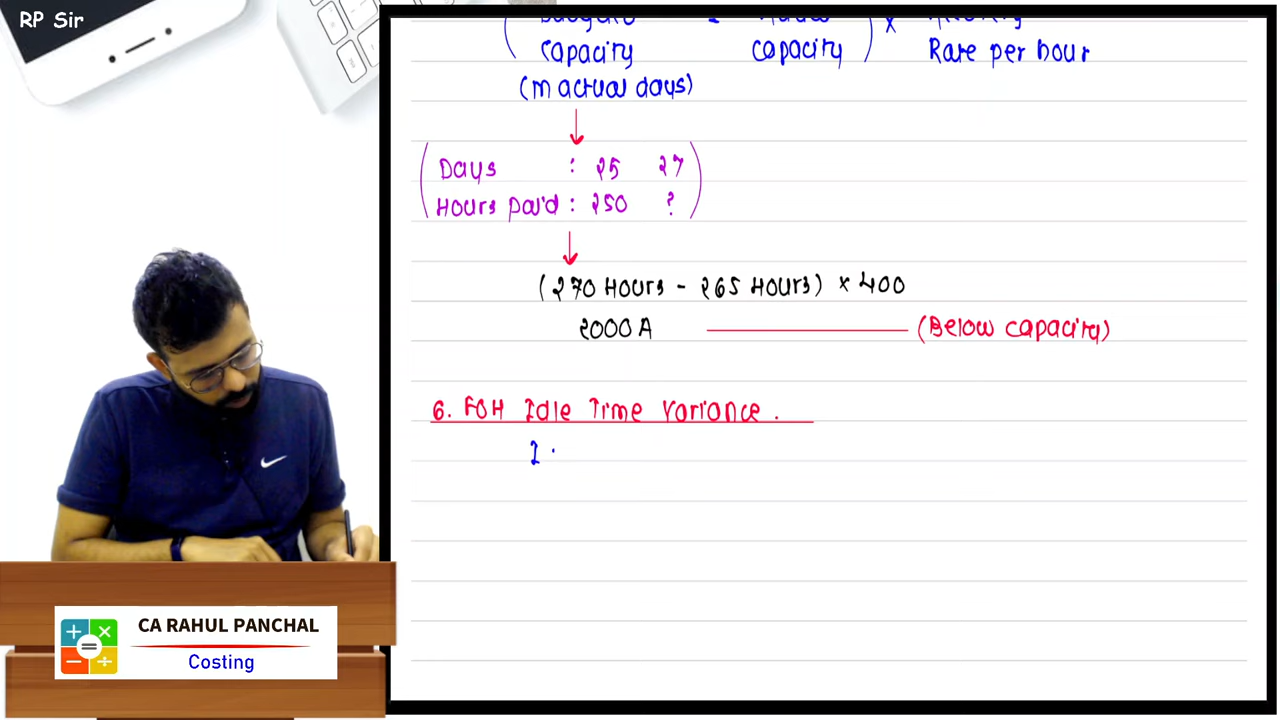 RP Sir
capacity capacity × Rate per hour
(in actual days)
Days : 25 27
Hours paid : 250 ?
(270 Hours - 265 Hours) × 400
2000 A (Below capacity)
6. FOH Idle Time Variance.
I
CA RAHUL PANCHAL
Costing